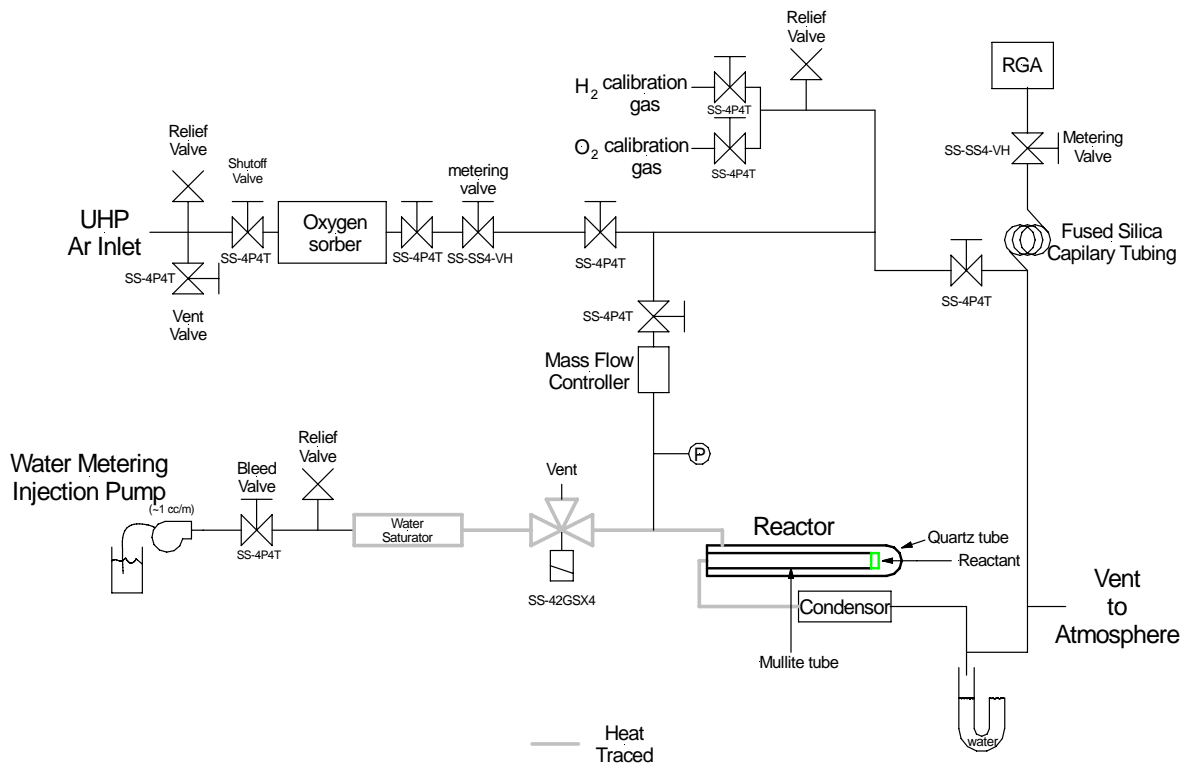 Relief
Valve
RGA
H2 calibration
gas
SS-4P4T
O2 calibration
gas
SS-4P4T
SS-SS4-VH
Metering
Valve
Relief
Valve
Shutoff
Valve
metering
valve
UHP
Ar Inlet
Oxygen
sorber
SS-4P4T
SS-4P4T
SS-SS4-VH
SS-4P4T
SS-4P4T
Vent
Valve
Fused Silica
Capilary Tubing
SS-4P4T
SS-4P4T
Mass Flow
Controller
P
Water Metering
Injection Pump
(~1 cc/m)
Bleed
Valve
SS-4P4T
Relief
Valve
Water
Saturator
Vent
SS-42GSX4
Reactor
Quartz tube
Reactant
Condensor
Mullite tube
Vent
to
Atmosphere
water
Heat
Traced